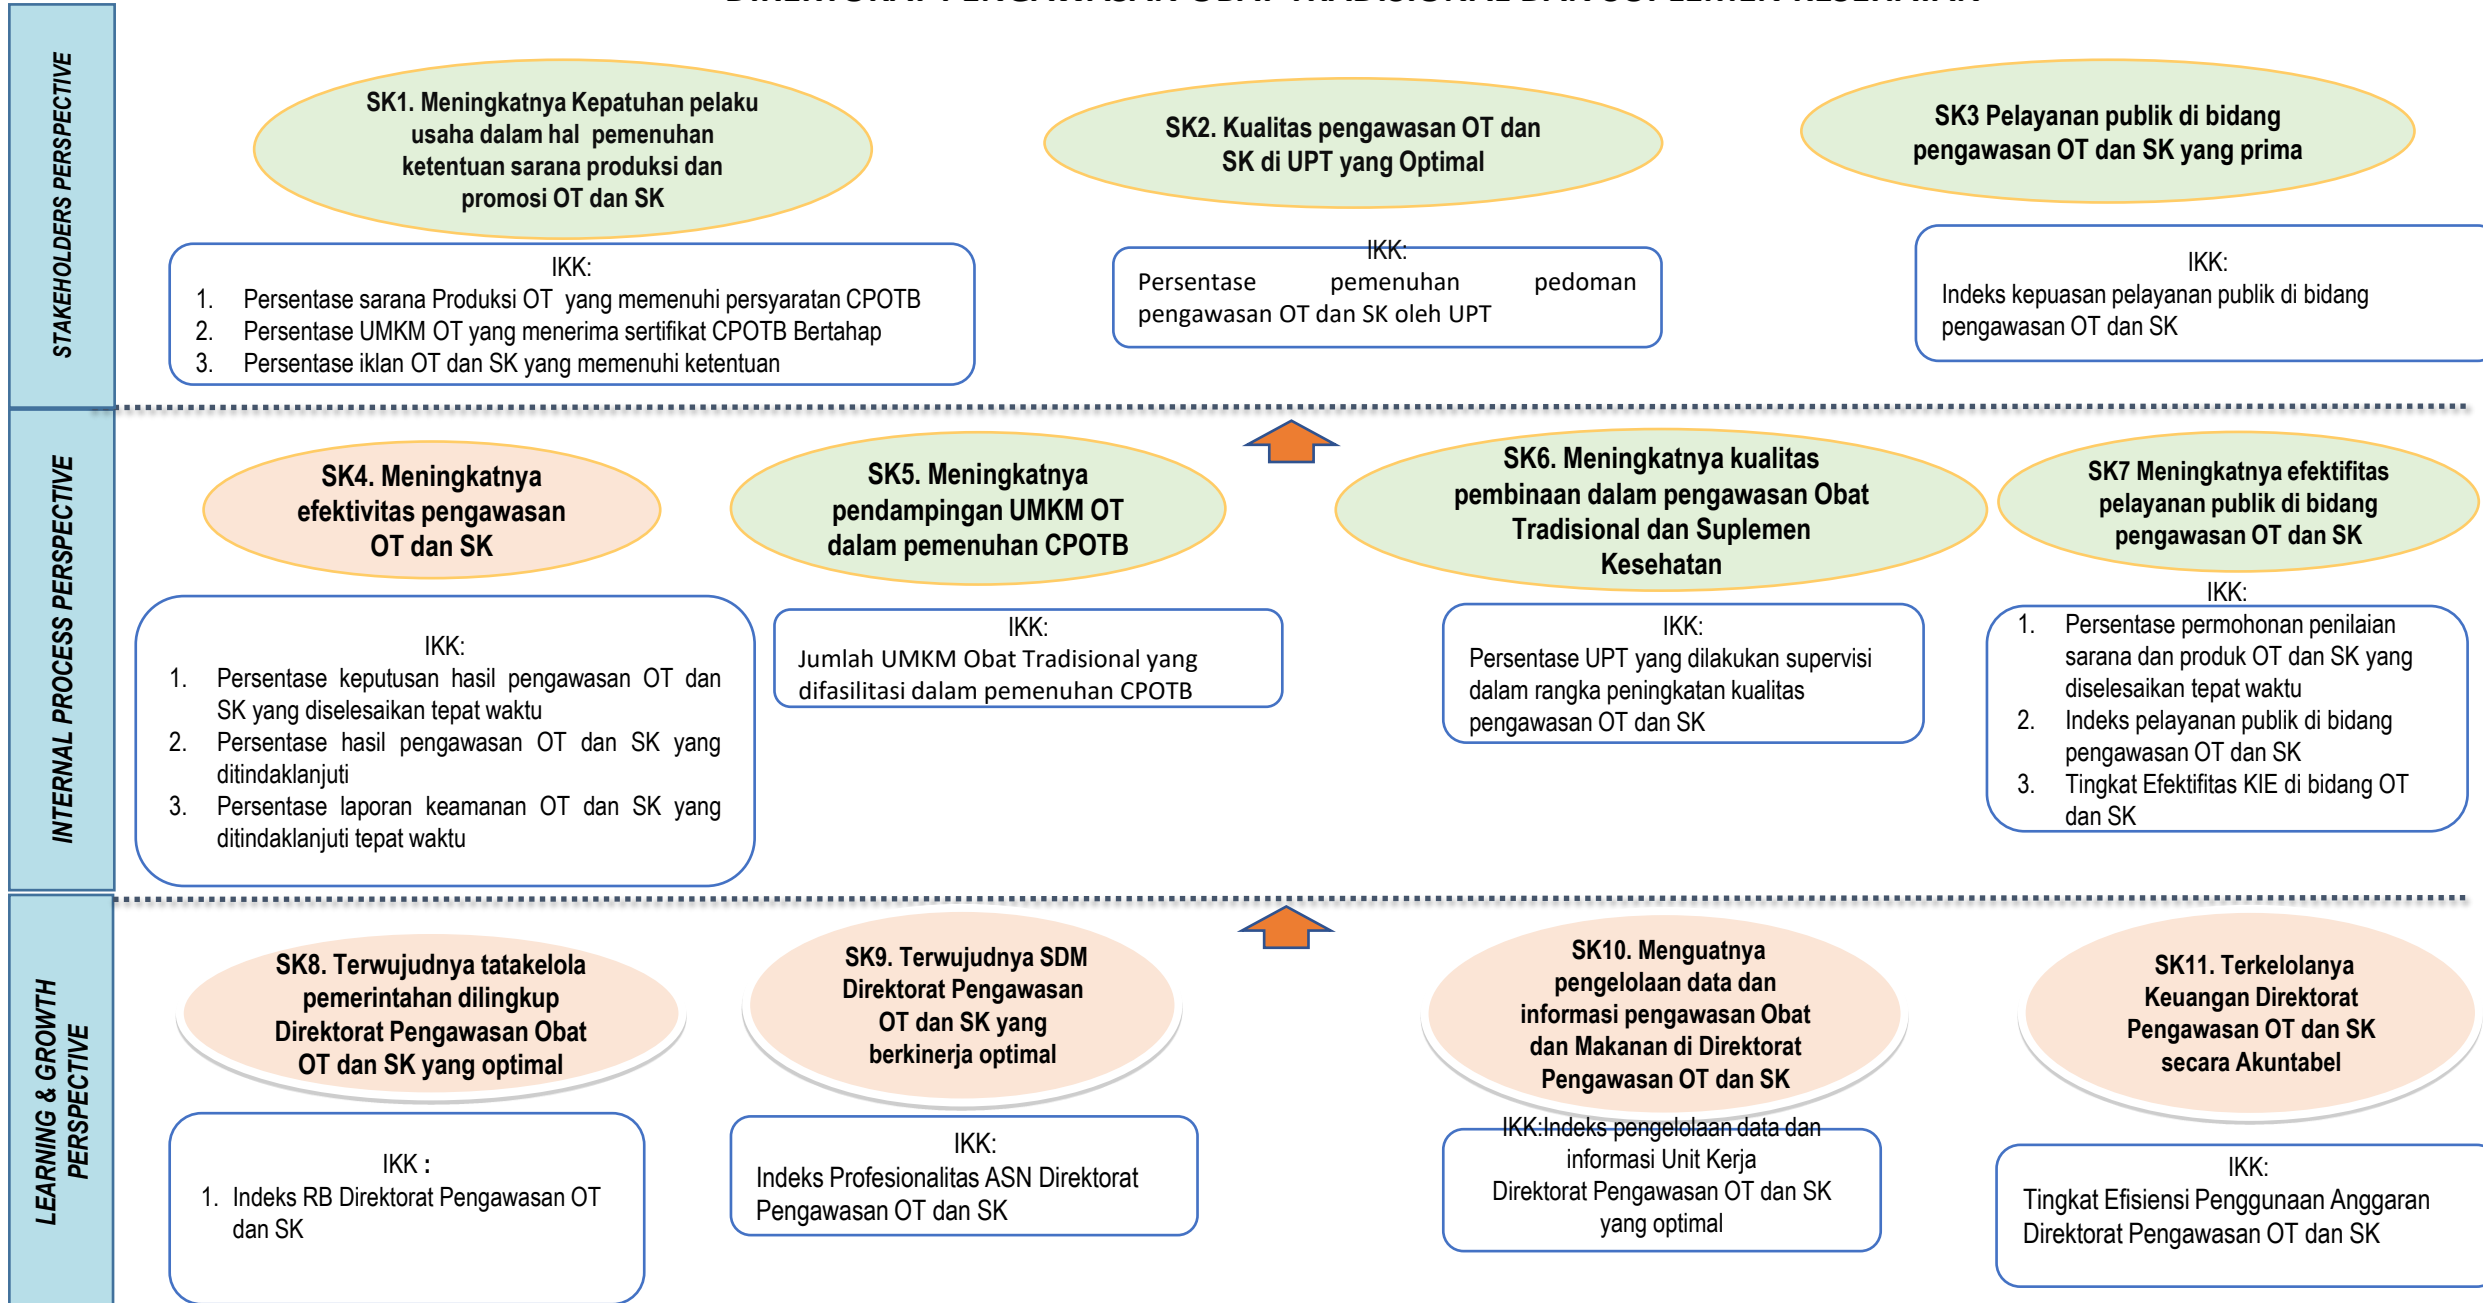 DIREKTORAT PENGAWASAN OBAT TRADISIONAL DAN SUPLEMEN KESEHATAN
STAKEHOLDERS PERSPECTIVE
SK1. Meningkatnya Kepatuhan pelaku
usaha dalam hal pemenuhan
ketentuan sarana produksi dan
promosi OT dan SK
SK2. Kualitas pengawasan OT dan
SK di UPT yang Optimal
SK3 Pelayanan publik di bidang
pengawasan OT dan SK yang prima
IKK:
1. Persentase sarana Produksi OT yang memenuhi persyaratan CPOTB
2. Persentase UMKM OT yang menerima sertifikat CPOTB Bertahap
3. Persentase iklan OT dan SK yang memenuhi ketentuan
IKK:
Persentase pemenuhan pedoman
pengawasan OT dan SK oleh UPT
IKK:
Indeks kepuasan pelayanan publik di bidang
pengawasan OT dan SK
INTERNAL PROCESS PERSPECTIVE
SK4. Meningkatnya
efektivitas pengawasan
OT dan SK
SK5. Meningkatnya
pendampingan UMKM OT
dalam pemenuhan CPOTB
SK6. Meningkatnya kualitas
pembinaan dalam pengawasan Obat
Tradisional dan Suplemen
Kesehatan
SK7 Meningkatnya efektifitas
pelayanan publik di bidang
pengawasan OT dan SK
IKK:
1. Persentase keputusan hasil pengawasan OT dan
SK yang diselesaikan tepat waktu
2. Persentase hasil pengawasan OT dan SK yang
ditindaklanjuti
3. Persentase laporan keamanan OT dan SK yang
ditindaklanjuti tepat waktu
IKK:
Jumlah UMKM Obat Tradisional yang
difasilitasi dalam pemenuhan CPOTB
IKK:
Persentase UPT yang dilakukan supervisi
dalam rangka peningkatan kualitas
pengawasan OT dan SK
IKK:
1. Persentase permohonan penilaian
sarana dan produk OT dan SK yang
diselesaikan tepat waktu
2. Indeks pelayanan publik di bidang
pengawasan OT dan SK
3. Tingkat Efektifitas KIE di bidang OT
dan SK
LEARNING & GROWTH
PERSPECTIVE
SK8. Terwujudnya tatakelola
pemerintahan dilingkup
Direktorat Pengawasan Obat
OT dan SK yang optimal
SK9. Terwujudnya SDM
Direktorat Pengawasan
OT dan SK yang
berkinerja optimal
SK10. Menguatnya
pengelolaan data dan
informasi pengawasan Obat
dan Makanan di Direktorat
Pengawasan OT dan SK
SK11. Terkelolanya
Keuangan Direktorat
Pengawasan OT dan SK
secara Akuntabel
IKK :
1. Indeks RB Direktorat Pengawasan OT
dan SK
IKK:
Indeks Profesionalitas ASN Direktorat
Pengawasan OT dan SK
IKK:Indeks pengelolaan data dan
informasi Unit Kerja
Direktorat Pengawasan OT dan SK
yang optimal
IKK:
Tingkat Efisiensi Penggunaan Anggaran
Direktorat Pengawasan OT dan SK